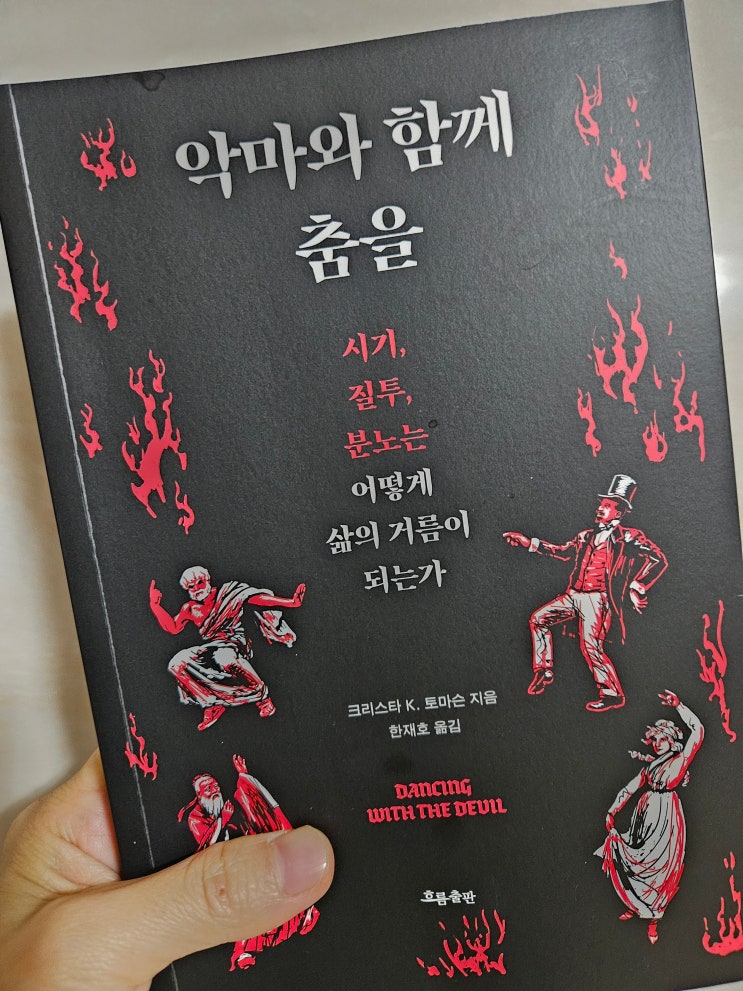 악마와 함께
춤을
시기,
질투,
분노는
어떻게
삶의 거름이
되는가
크리스타 K. 토마슨 지음
한재호 옮김
DANCING
WITH THE DEVIL
흐름출판